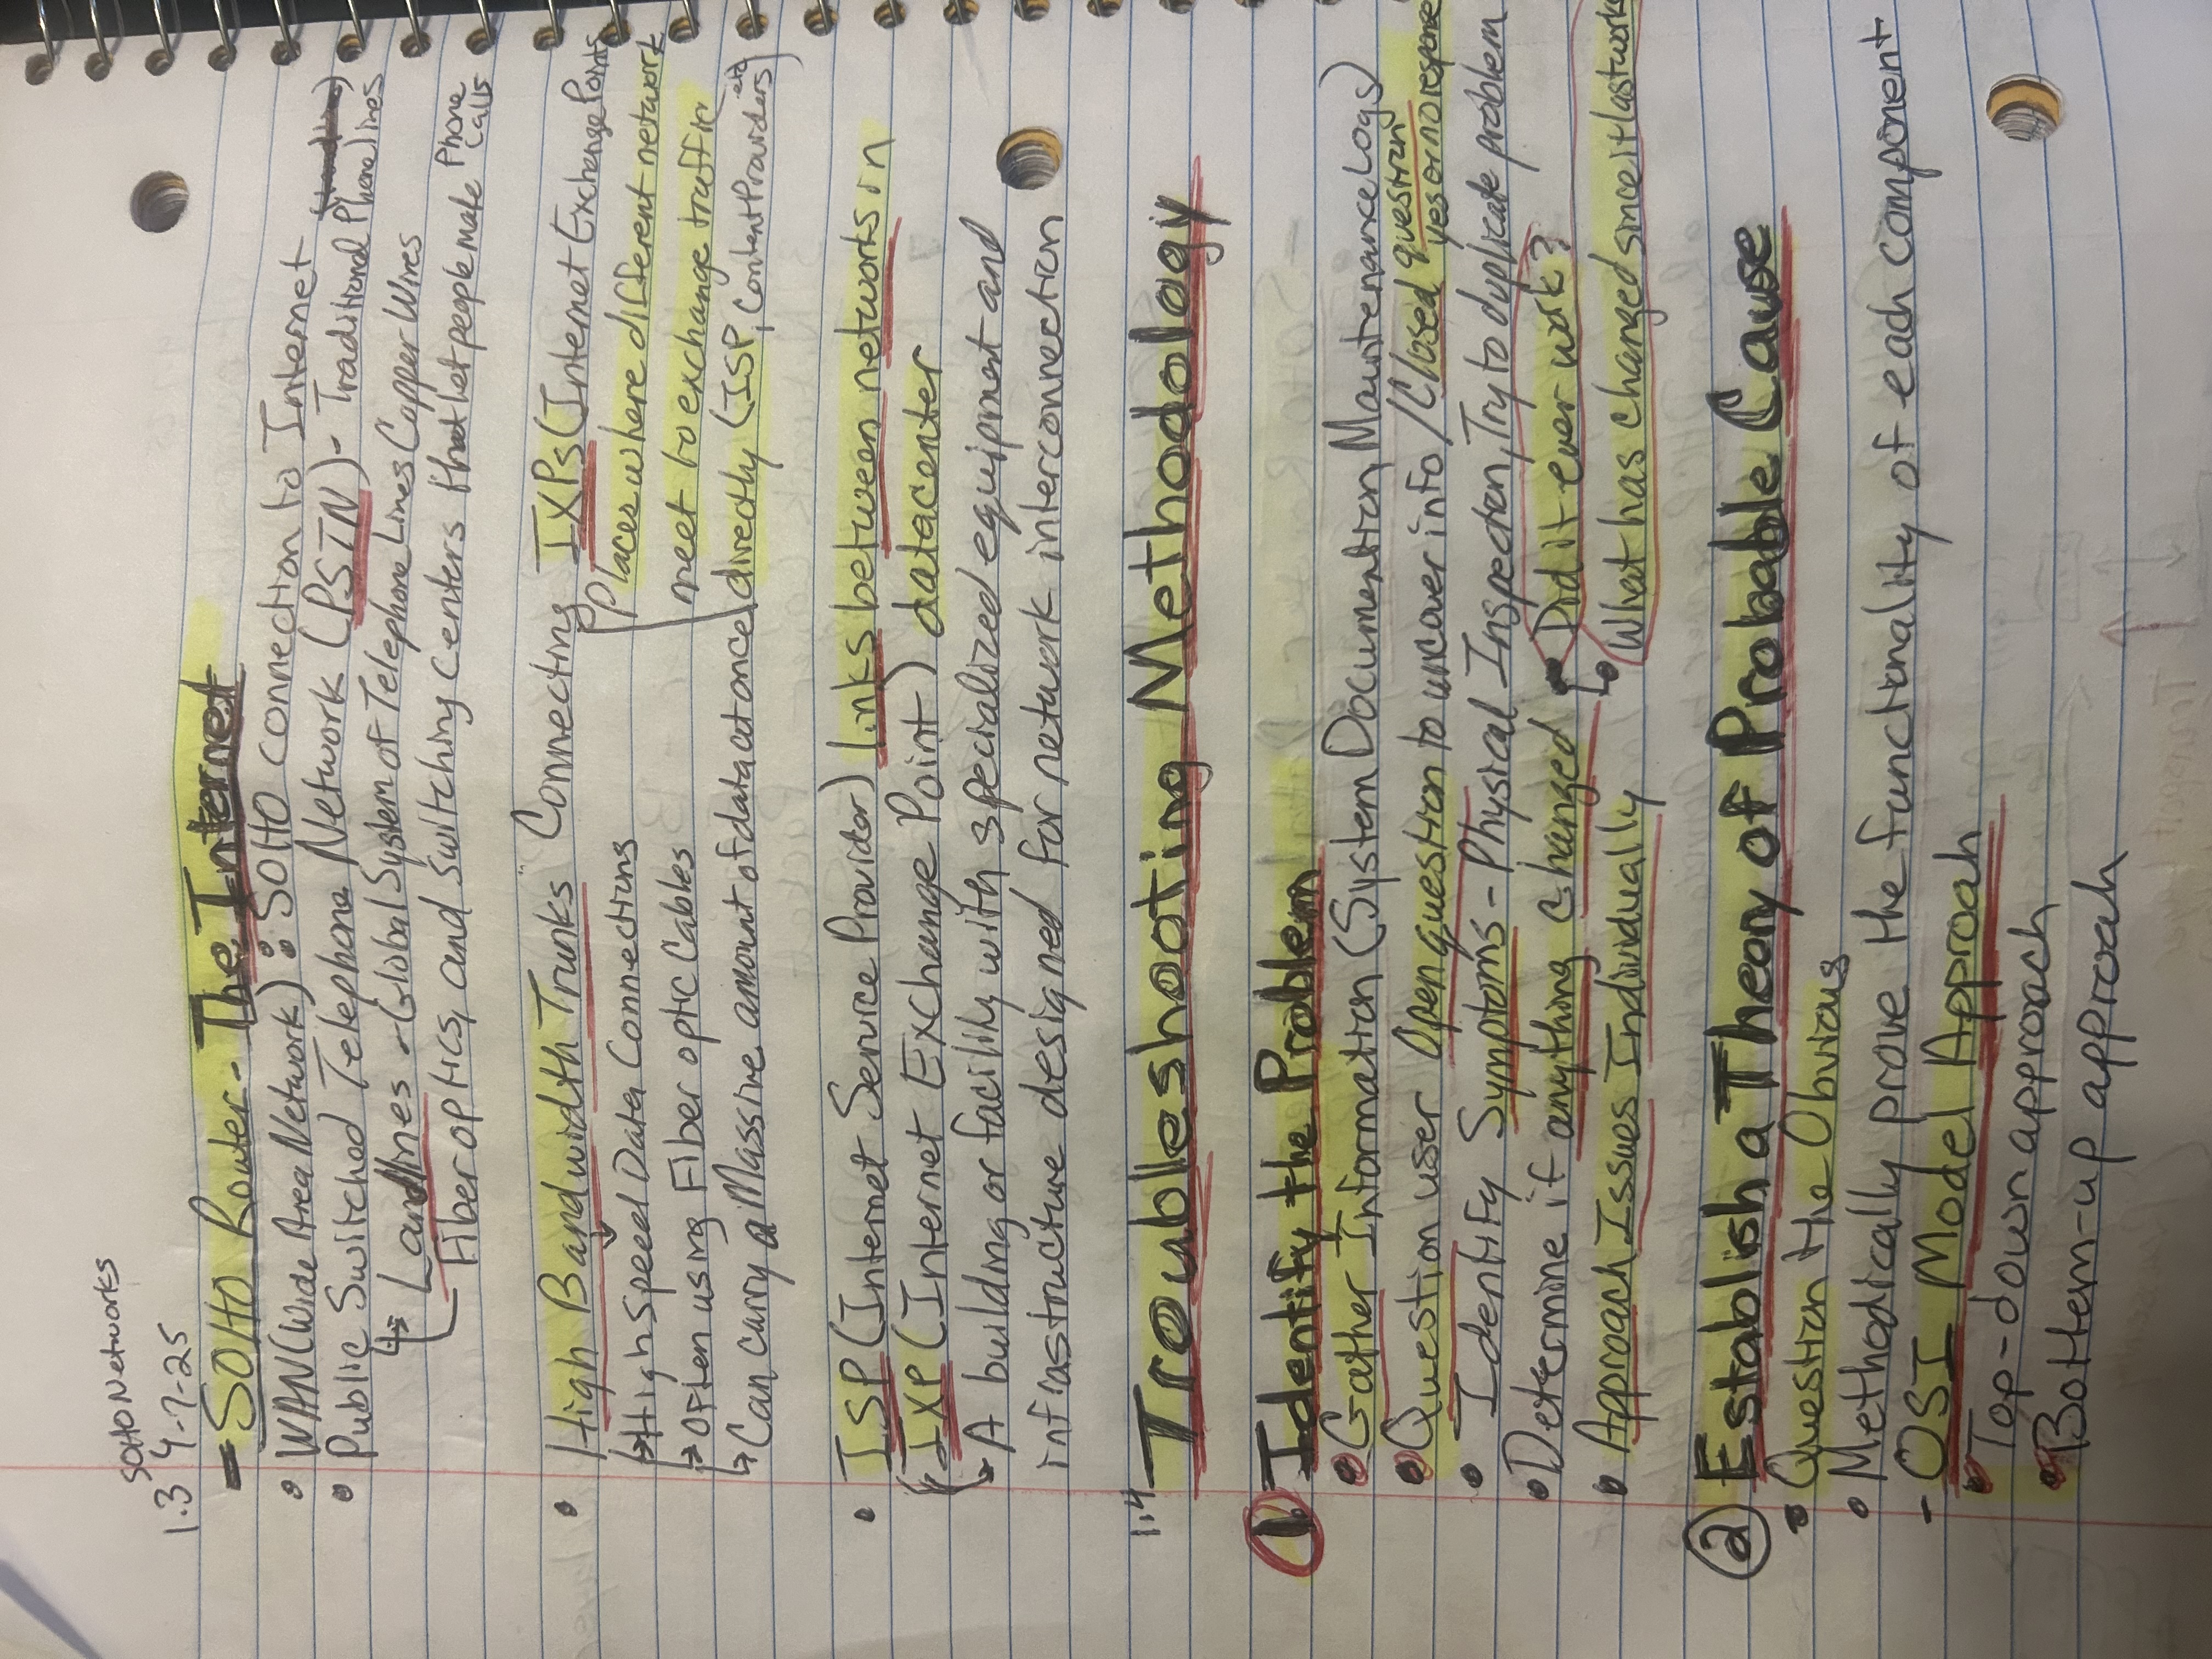 SOHO Networks
1.3 4-7-25
- SOHO Router - The Internet
• WAN (Wide Area Network) : SOHO connection to Internet
• Public Switched Telephone Network (PSTN) - Traditional Phone lines
↳ Landlines - Global System of Telephone Lines Copper Wires
Fiber optics, and switching centers that let people make Phone calls
• High Bandwidth Trunks" Connecting IXPs (Internet Exchange Points
↳ High Speed Data Connections
↳ Often using Fiber optic Cables
↳ Can carry a Massive amount of data at once
Places where different network
meet to exchange traffic
directly (ISP, Content Providers etc)
• ISP (Internet Service Provider) links between networks in
IXP (Internet Exchange Point) datacenter
↳ A building or facility with specialized equipment and
infrastructure designed for network interconnection
1.4 Troubleshooting Methodology
1. Identify the Problem
• Gather Information (System Documention, Maintenance Logs)
• Question user Open question to uncover info / Closed question yes or no response
• Identify Symptoms - Physical Inspection, Try to duplicate problem
• Determine if anything changed • Did it ever work?
• Approach Issues Individually • What has changed since it last work
2 Establish a Theory of Probable Cause
• Question the Obvious
• Methodically prove the functionality of each component
- OSI Model Approah
• Top-down approach
• Bottem-up approah